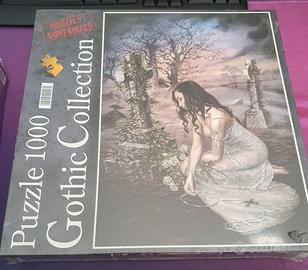 QUALITY
CONTROLLED
Puzzle 1000
Gothic Collection